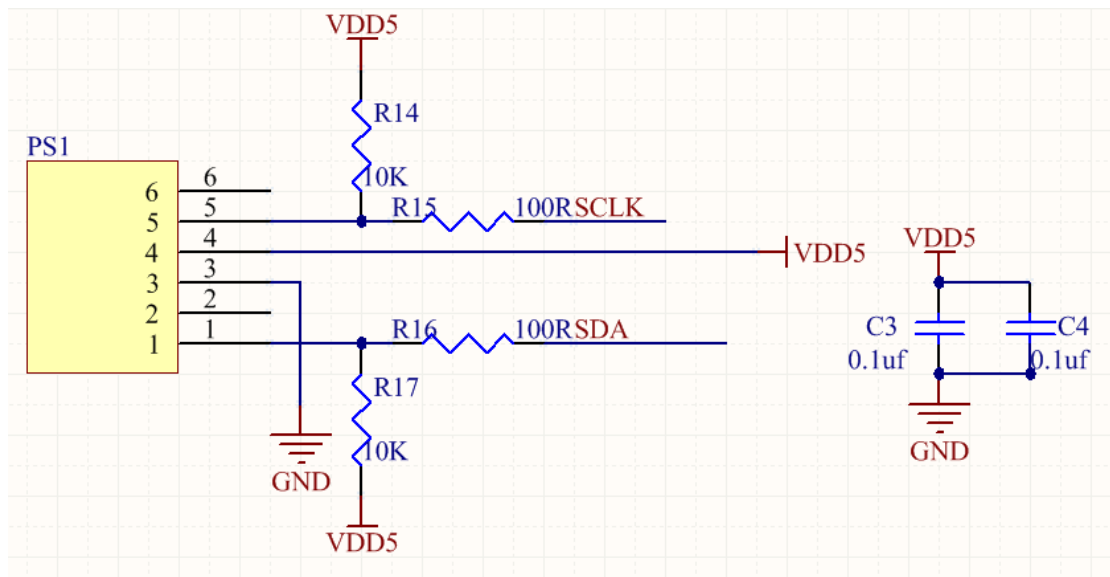 VDD5
R14
10K
PS1
6 6
5 5
R15 100R SCLK
4 4
VDD5
3 3
2 2
1 1
R16 100R SDA
R17
10K
GND
VDD5
VDD5
C3 C4
0.1uf 0.1uf
GND